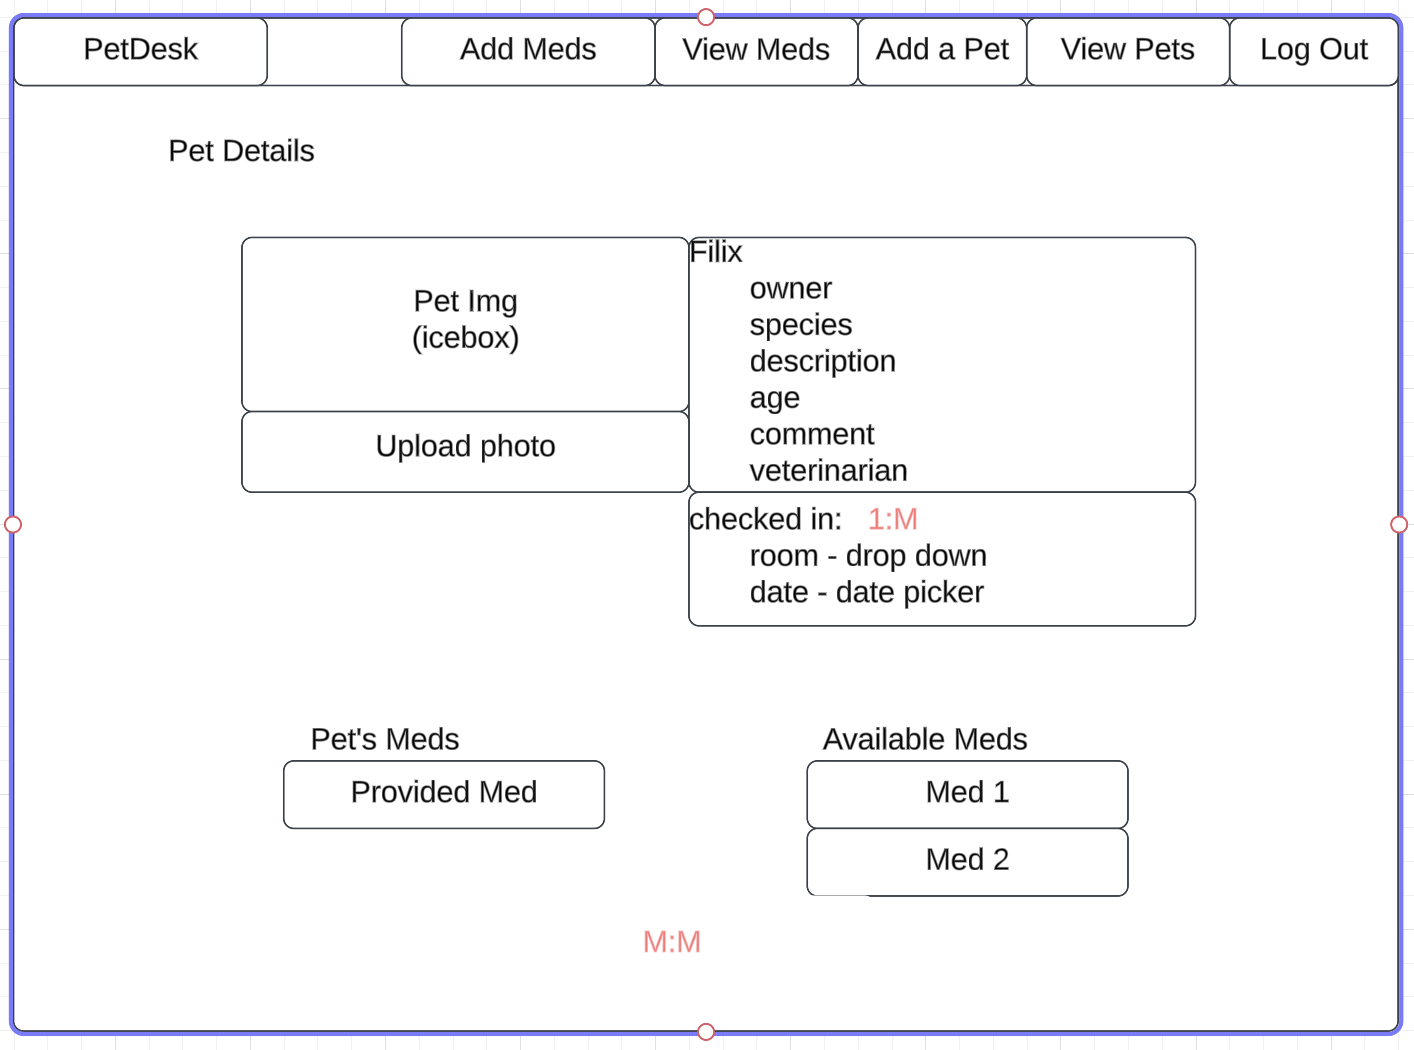 PetDesk Add Meds View Meds Add a Pet View Pets Log Out
Pet Details
Pet Img
(icebox)
Upload photo
Filix
owner
species
description
age
comment
veterinarian
checked in: 1:M
room - drop down
date - date picker
Pet's Meds
Provided Med
Available Meds
Med 1
Med 2
M:M